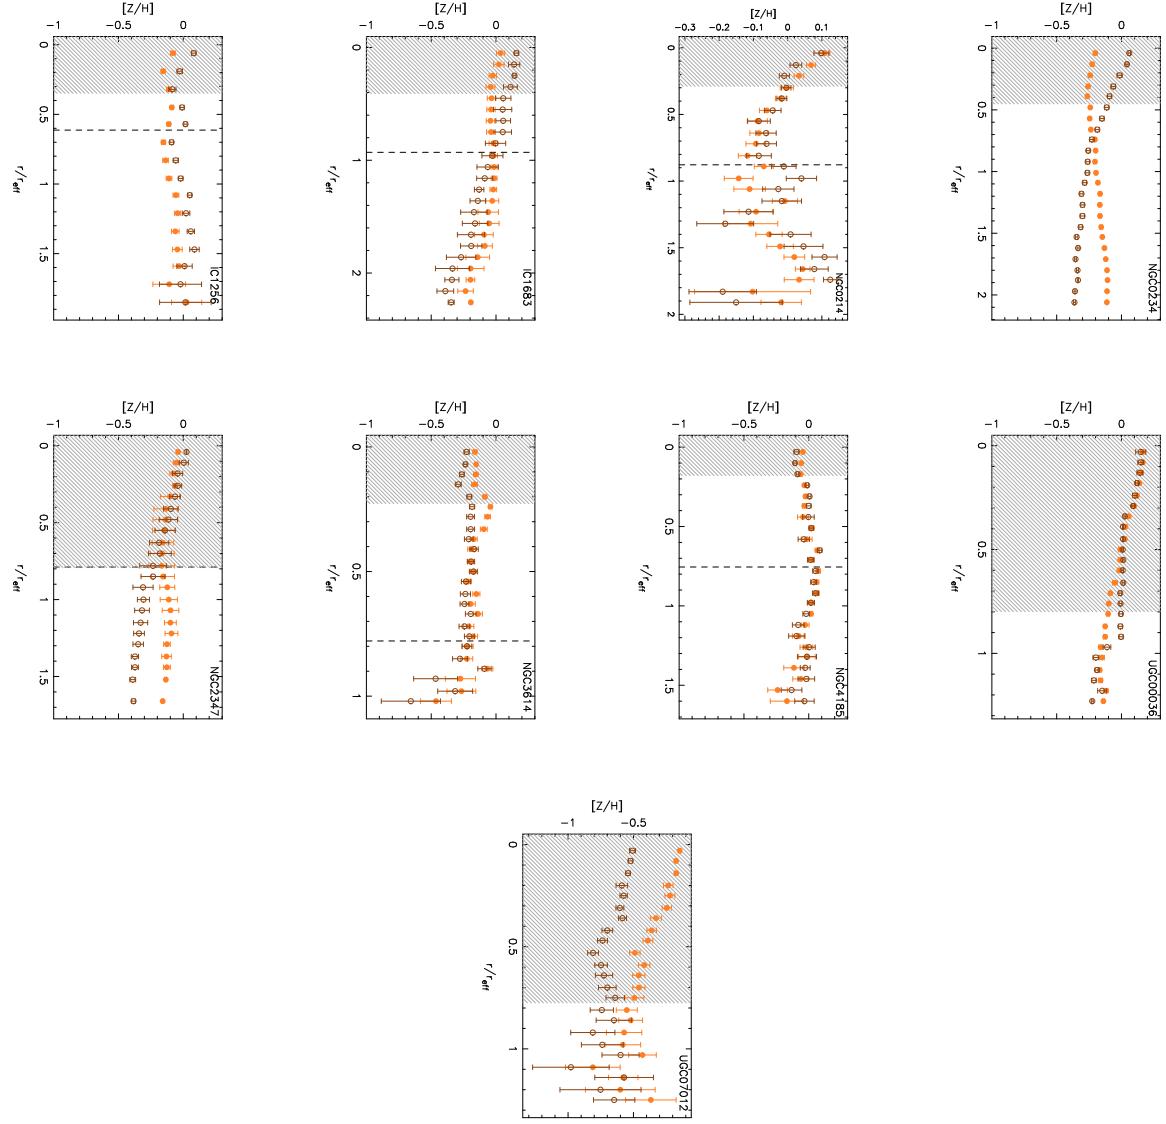 [Z/H]
−1 −0.5 0
0 0.5 1 1.5
r/reff
IC1256
[Z/H]
−1 −0.5 0
0 1 2
r/reff
IC1683
[Z/H]
−0.3 −0.2 −0.1 0 0.1
0 0.5 1 1.5 2
r/reff
NGC0214
[Z/H]
−1 −0.5 0
0 0.5 1 1.5 2
r/reff
NGC0234
[Z/H]
−1 −0.5 0
0 0.5 1 1.5
r/reff
NGC2347
[Z/H]
−1 −0.5 0
0 0.5 1
r/reff
NGC3614
[Z/H]
−1 −0.5 0
0 0.5 1 1.5
r/reff
NGC4185
[Z/H]
−1 −0.5 0
0 0.5 1
r/reff
UGC00036
[Z/H]
−1 −0.5
0 0.5 1
r/reff
UGC07012